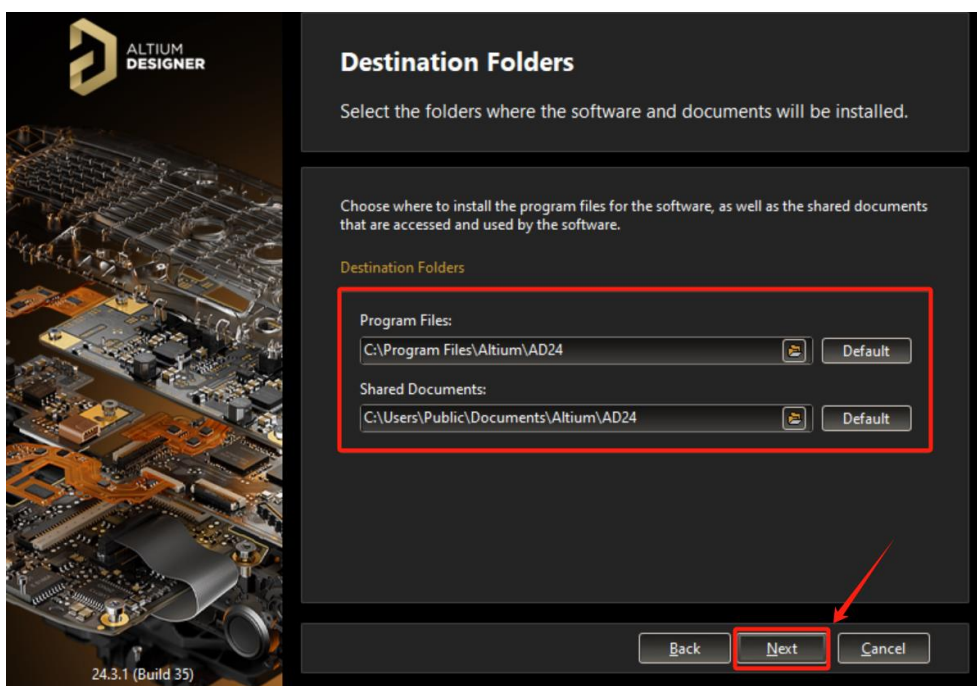 ALTIUM
DESIGNER
Destination Folders
Select the folders where the software and documents will be installed.
Choose where to install the program files for the software, as well as the shared documents
that are accessed and used by the software.
Destination Folders
Program Files:
C:\Program Files\Altium\AD24
Default
Shared Documents:
C:\Users\Public\Documents\Altium\AD24
Default
Back
Next
Cancel
24.3.1 (Build 35)